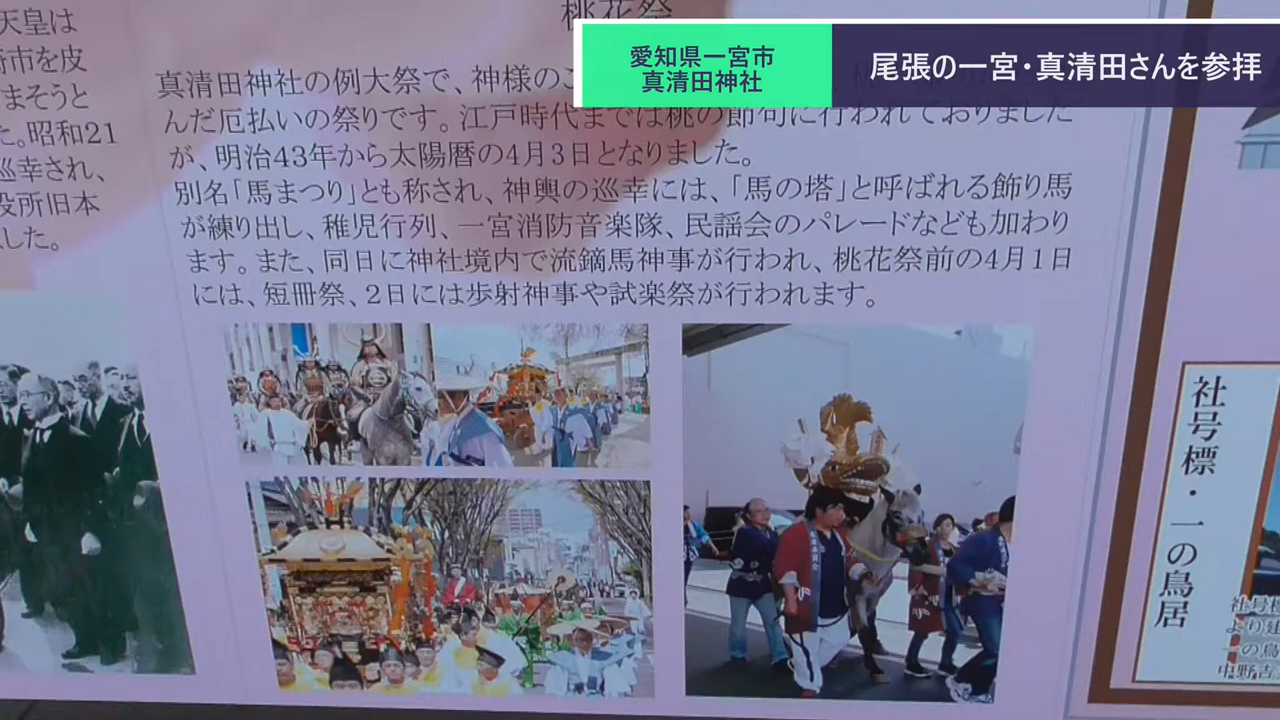 愛知県一宮市
真清田神社
尾張の一宮・真清田さんを参拝
天皇は
市を皮
まそうと
た。昭和21
巡幸され、
役所旧本
した。
桃花祭
真清田神社の例大祭で、神様の
んだ厄払いの祭りです。江戸時代までは桃の節句に行われておりました
が、明治43年から太陽暦の4月3日となりました。
別名「馬まつり」とも称され、神輿の巡幸には、「馬の塔」と呼ばれる飾り馬
が練り出し、稚児行列、一宮消防音楽隊、民謡会のパレードなども加わり
ます。また、同日に神社境内で流鏑馬神事が行われ、桃花祭前の4月1日
には、短冊祭、2日には歩射神事や試楽祭が行われます。
社号標・一の鳥居
社号標
より建
一の鳥
中野吉